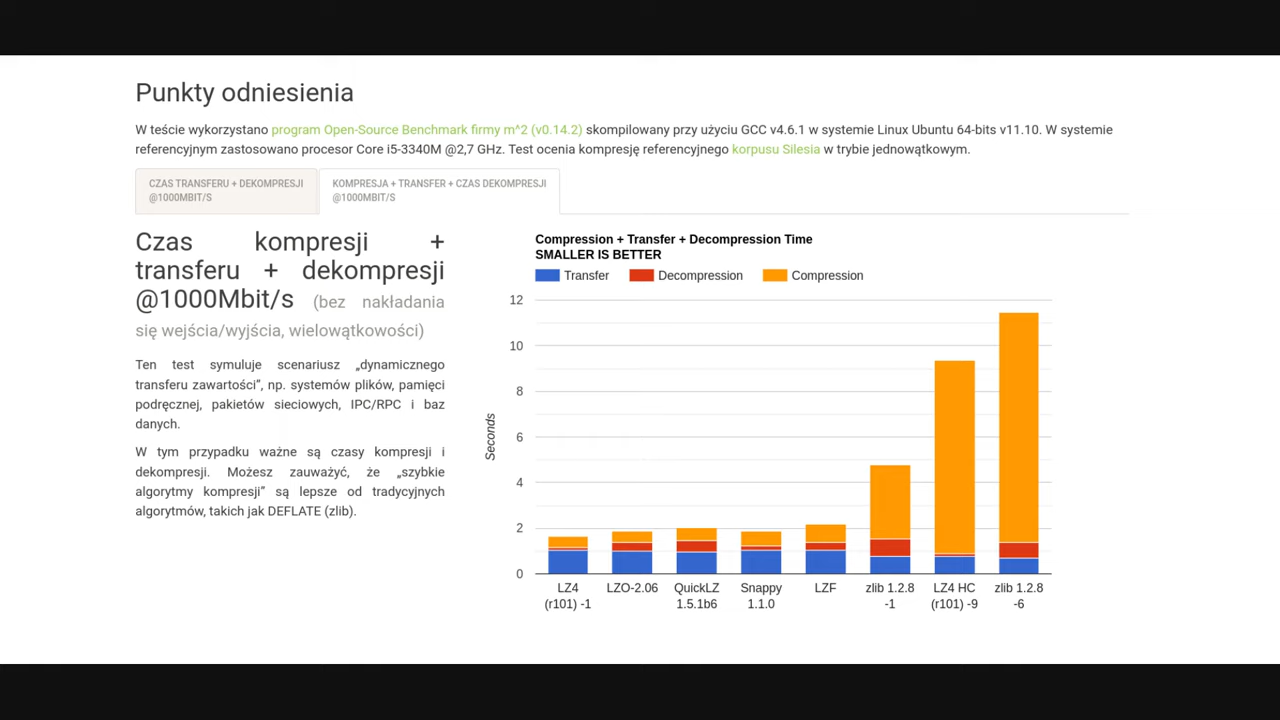 Punkty odniesienia
W teście wykorzystano program Open-Source Benchmark firmy m^2 (v0.14.2) skompilowany przy użyciu GCC v4.6.1 w systemie Linux Ubuntu 64-bits v11.10. W systemie
referencyjnym zastosowano procesor Core i5-3340M @2,7 GHz. Test ocenia kompresję referencyjnego korpusu Silesia w trybie jednowątkowym.
CZAS TRANSFERU + DEKOMPRESJI
@1000MBIT/S
KOMPRESJA + TRANSFER + CZAS DEKOMPRESJI
@1000MBIT/S
Czas kompresji +
transferu + dekompresji
@1000Mbit/s (bez nakładania
się wejścia/wyjścia, wielowątkowości)
Ten test symuluje scenariusz „dynamicznego
transferu zawartości”, np. systemów plików, pamięci
podręcznej, pakietów sieciowych, IPC/RPC i baz
danych.
W tym przypadku ważne są czasy kompresji i
dekompresji. Możesz zauważyć, że „szybkie
algorytmy kompresji” są lepsze od tradycyjnych
algorytmów, takich jak DEFLATE (zlib).
Compression + Transfer + Decompression Time
SMALLER IS BETTER
Transfer Decompression Compression
12
10
8
6
4
2
0
Seconds
LZ4
(r101) -1
LZO-2.06
QuickLZ
1.5.1b6
Snappy
1.1.0
LZF
zlib 1.2.8
-1
LZ4 HC
(r101) -9
zlib 1.2.8
-6